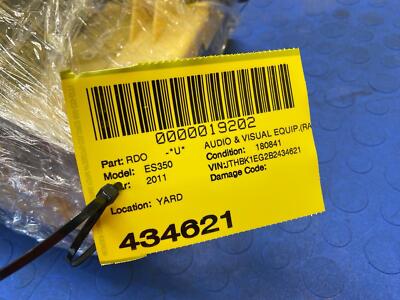 0000019202
Part: RDO -*U* AUDIO & VISUAL EQUIP.(RA
Model: ES350 Condition: 180841
ar: 2011 VIN:JTHBK1EG2B2434621
Damage Code:
Location: YARD
434621